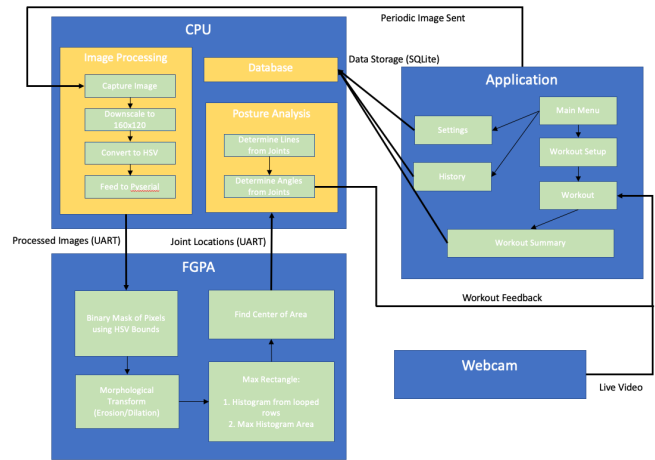 Periodic Image Sent
CPU
Image Processing
Capture Image
Downscale to
160x120
Convert to HSV
Feed to Pyserial
Database
Data Storage (SQLite)
Posture Analysis
Determine Lines
from Joints
Determine Angles
from Joints
Application
Main Menu
Settings
Workout Setup
History
Workout
Workout Summary
Processed Images (UART)
Joint Locations (UART)
Workout Feedback
FGPA
Binary Mask of Pixels
using HSV Bounds
Find Center of Area
Morphological
Transform
(Erosion/Dilation)
Max Rectangle:
1. Histogram from looped
rows
2. Max Histogram Area
Webcam
Live Video